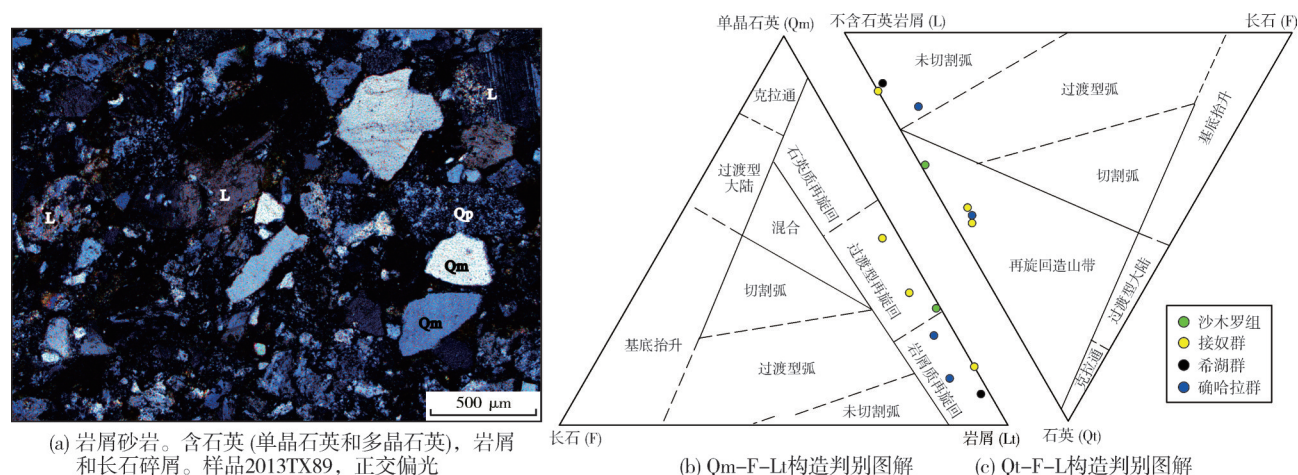 L
L
L
Qp
Qm
Qm
500 μm
(a) 岩屑砂岩。含石英 (单晶石英和多晶石英)，岩屑
和长石碎屑。样品2013TX89，正交偏光
单晶石英 (Qm)
克拉通
过渡型
大陆
石英质再旋回
混合
过渡型再旋回
切割弧
基底抬升
过渡型弧
岩屑质再旋回
未切割弧
长石 (F)
岩屑 (Lt)
(b) Qm-F-Lt构造判别图解
不含石英岩屑 (L)
长石 (F)
未切割弧
过渡型弧
基底抬升
切割弧
再旋回造山带
过渡型大陆
克拉通
石英 (Qt)
沙木罗组
接奴群
希湖群
确哈拉群
(c) Qt-F-L构造判别图解